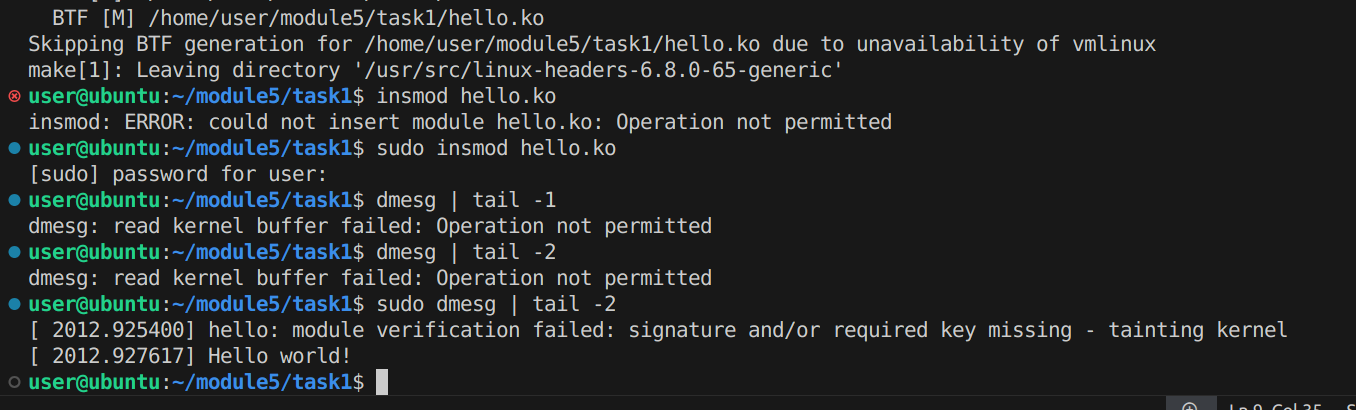 BTF [M] /home/user/module5/task1/hello.ko
Skipping BTF generation for /home/user/module5/task1/hello.ko due to unavailability of vmlinux
make[1]: Leaving directory '/usr/src/linux-headers-6.8.0-65-generic'
user@ubuntu:~/module5/task1$ insmod hello.ko
insmod: ERROR: could not insert module hello.ko: Operation not permitted
user@ubuntu:~/module5/task1$ sudo insmod hello.ko
[sudo] password for user:
user@ubuntu:~/module5/task1$ dmesg | tail -1
dmesg: read kernel buffer failed: Operation not permitted
user@ubuntu:~/module5/task1$ dmesg | tail -2
dmesg: read kernel buffer failed: Operation not permitted
user@ubuntu:~/module5/task1$ sudo dmesg | tail -2
[ 2012.925400] hello: module verification failed: signature and/or required key missing - tainting kernel
[ 2012.927617] Hello world!
user@ubuntu:~/module5/task1$